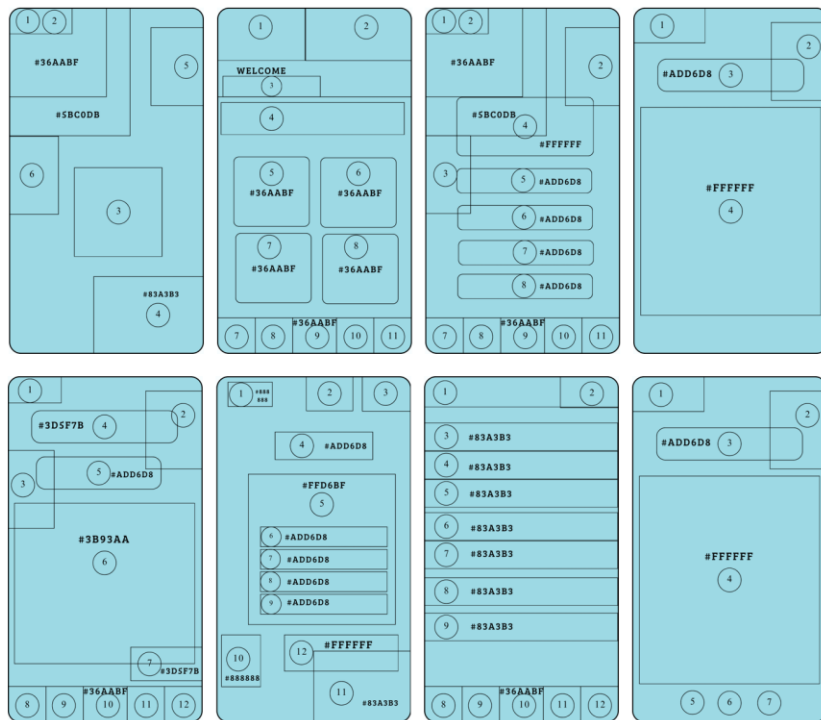 1 2
#36AABF
5
#5BC0DB
6
3
#83A3B3
4
1 2
WELCOME
3
4
5 6
#36AABF #36AABF
7 8
#36AABF #36AABF
#36AABF
7 8 9 10 11
1 2
#36AABF
2
#5BC0DB
4
#FFFFFF
3
5 #ADD6D8
6 #ADD6D8
7 #ADD6D8
8 #ADD6D8
#36AABF
7 8 9 10 11
1
2
#ADD6D8 3
#FFFFFF
4
1
2
#3D5F7B 4
3
5 #ADD6D8
#3B93AA
6
7
#3D5F7B
#36AABF
8 9 10 11 12
1 #888
888
2 3
4 #ADD6D8
#FFD6BF
5
6 #ADD6D8
7 #ADD6D8
8 #ADD6D8
9 #ADD6D8
10
#888888
12 #FFFFFF
11
#83A3B3
1 2
3 #83A3B3
4 #83A3B3
5 #83A3B3
6 #83A3B3
7 #83A3B3
8 #83A3B3
9 #83A3B3
#36AABF
8 9 10 11 12
1
2
#ADD6D8 3
#FFFFFF
4
5 6 7